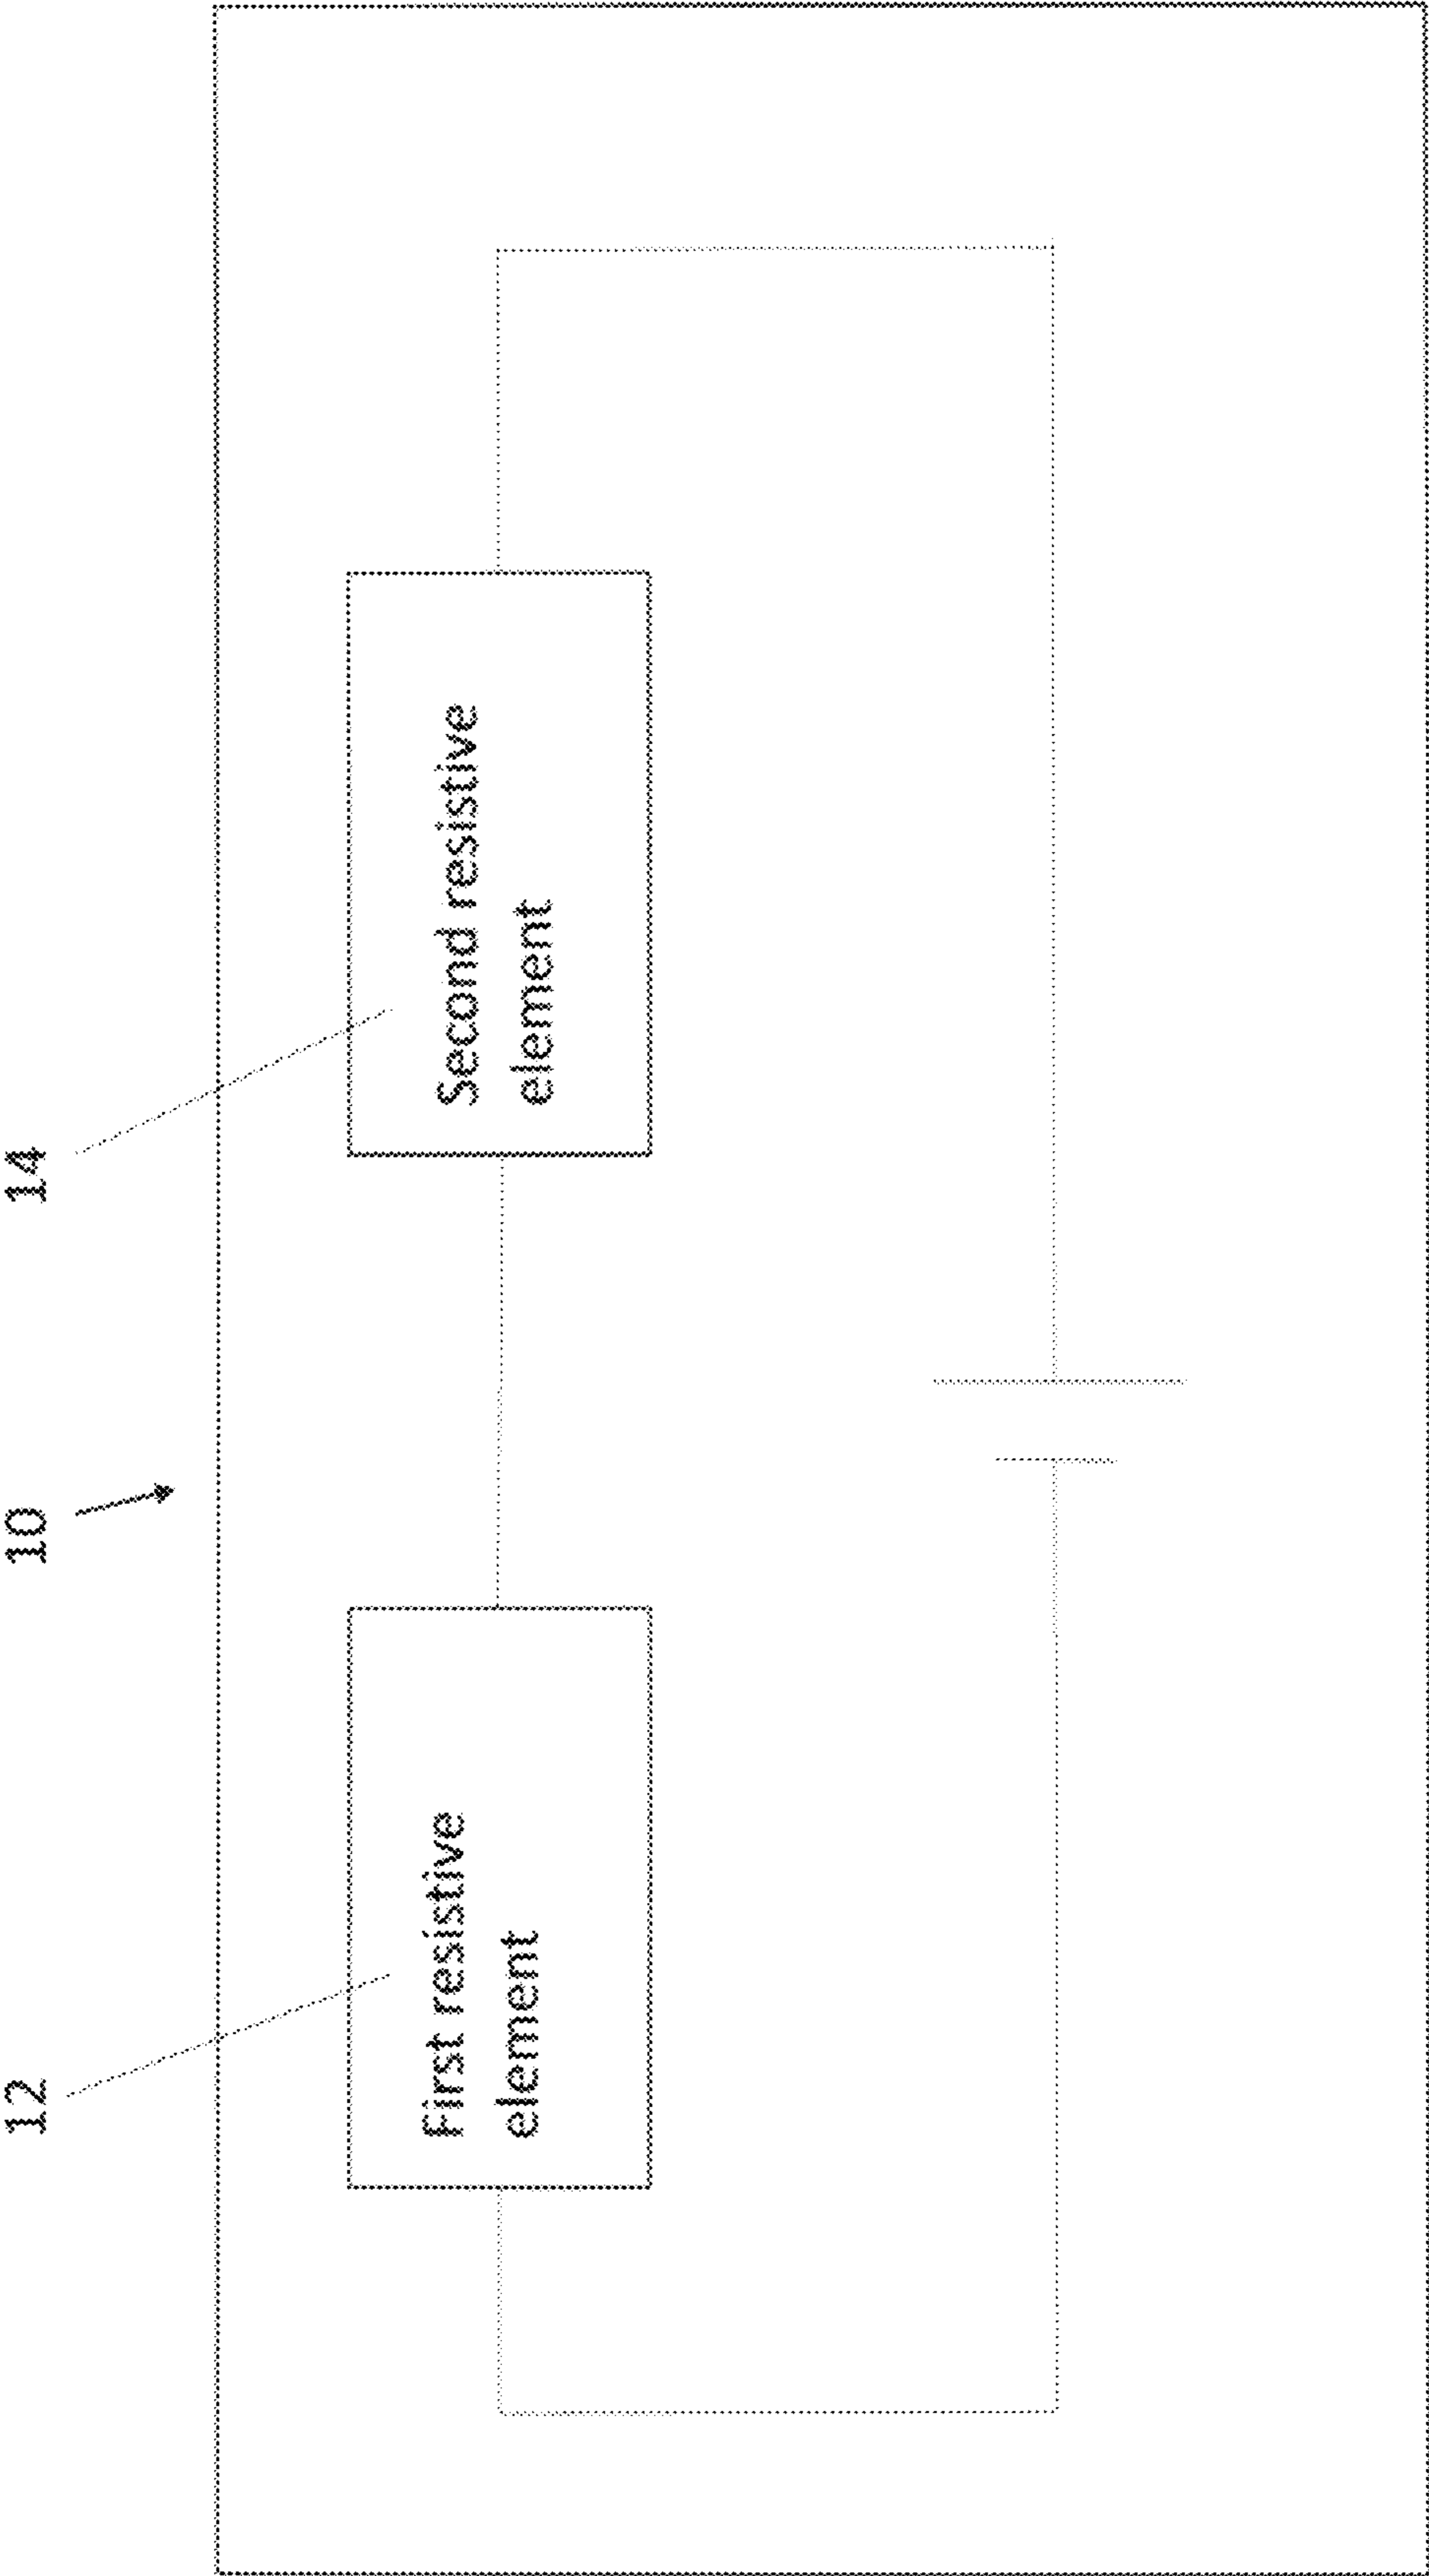 12
10
14
First resistive
element
Second resistive
element